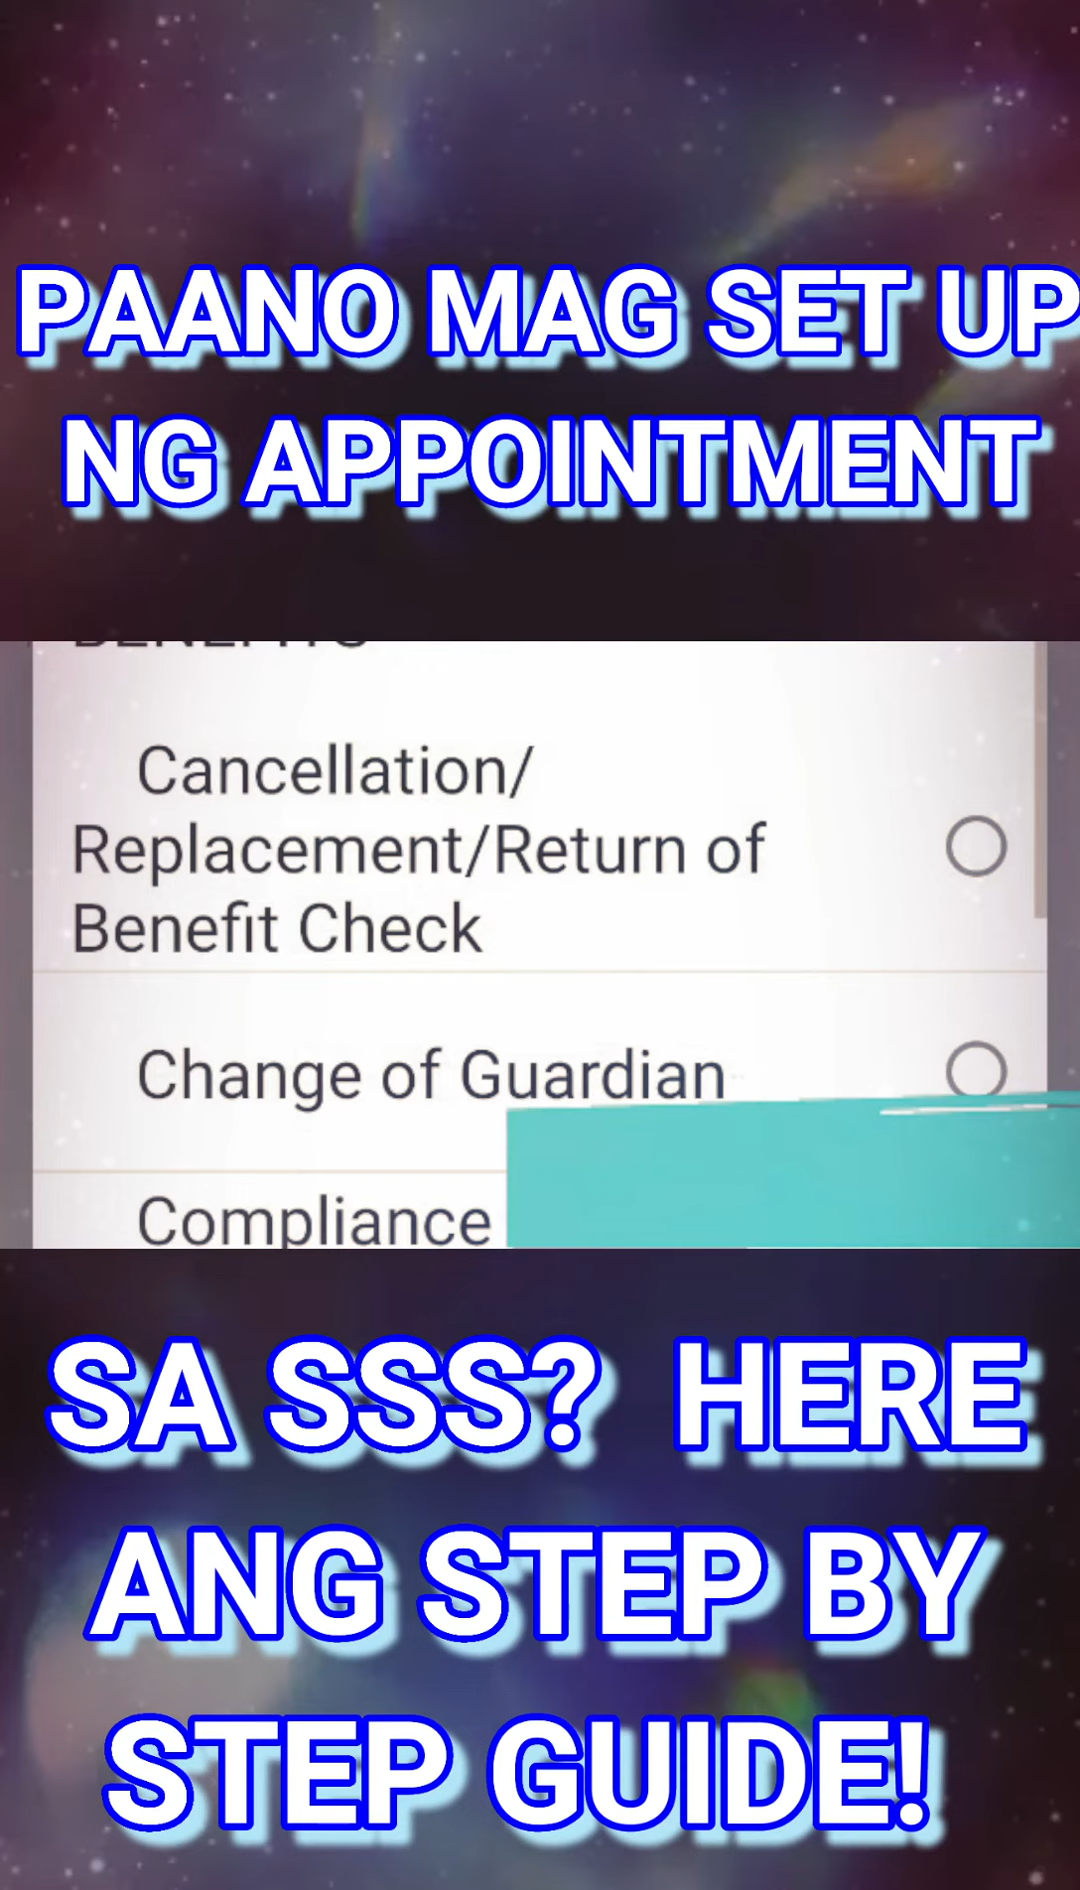 PAANO MAG SET UP
NG APPOINTMENT
BENEFITS
Cancellation/
Replacement/Return of
Benefit Check
Change of Guardian
Compliance
SA SSS? HERE
ANG STEP BY
STEP GUIDE!